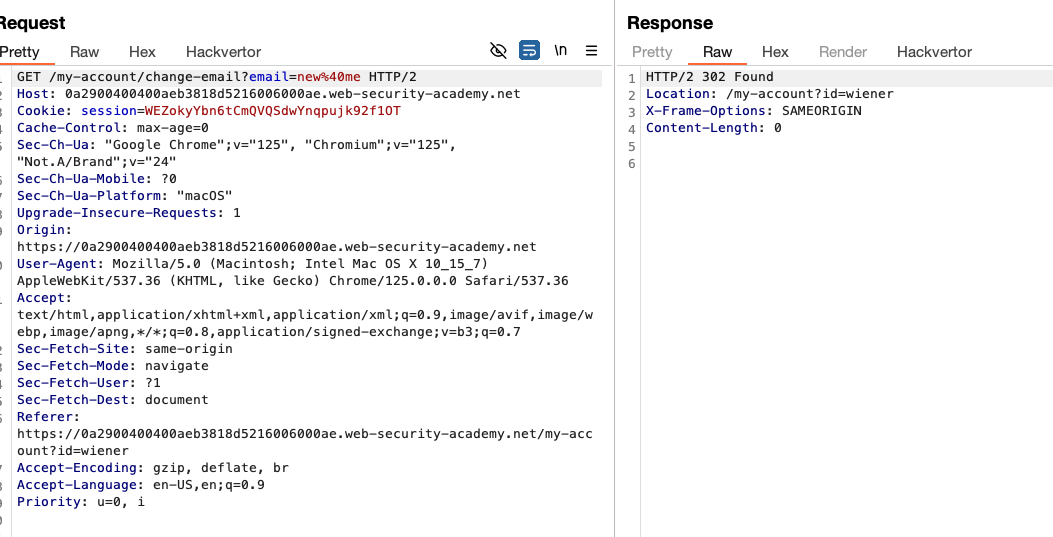 Request
Pretty Raw Hex Hackvertor \n
GET /my-account/change-email?email=new%40me HTTP/2
Host: 0a2900400400aeb3818d5216006000ae.web-security-academy.net
Cookie: session=WEZokyYbn6tCmQVQSdwYnqpujk92f1OT
Cache-Control: max-age=0
Sec-Ch-Ua: "Google Chrome";v="125", "Chromium";v="125",
"Not.A/Brand";v="24"
Sec-Ch-Ua-Mobile: ?0
Sec-Ch-Ua-Platform: "macOS"
Upgrade-Insecure-Requests: 1
Origin:
https://0a2900400400aeb3818d5216006000ae.web-security-academy.net
User-Agent: Mozilla/5.0 (Macintosh; Intel Mac OS X 10_15_7)
AppleWebKit/537.36 (KHTML, like Gecko) Chrome/125.0.0.0 Safari/537.36
Accept:
text/html,application/xhtml+xml,application/xml;q=0.9,image/avif,image/w
ebp,image/apng,*/*;q=0.8,application/signed-exchange;v=b3;q=0.7
Sec-Fetch-Site: same-origin
Sec-Fetch-Mode: navigate
Sec-Fetch-User: ?1
Sec-Fetch-Dest: document
Referer:
https://0a2900400400aeb3818d5216006000ae.web-security-academy.net/my-acc
ount?id=wiener
Accept-Encoding: gzip, deflate, br
Accept-Language: en-US,en;q=0.9
Priority: u=0, i
Response
Pretty Raw Hex Render Hackvertor
1 HTTP/2 302 Found
2 Location: /my-account?id=wiener
3 X-Frame-Options: SAMEORIGIN
4 Content-Length: 0
5
6